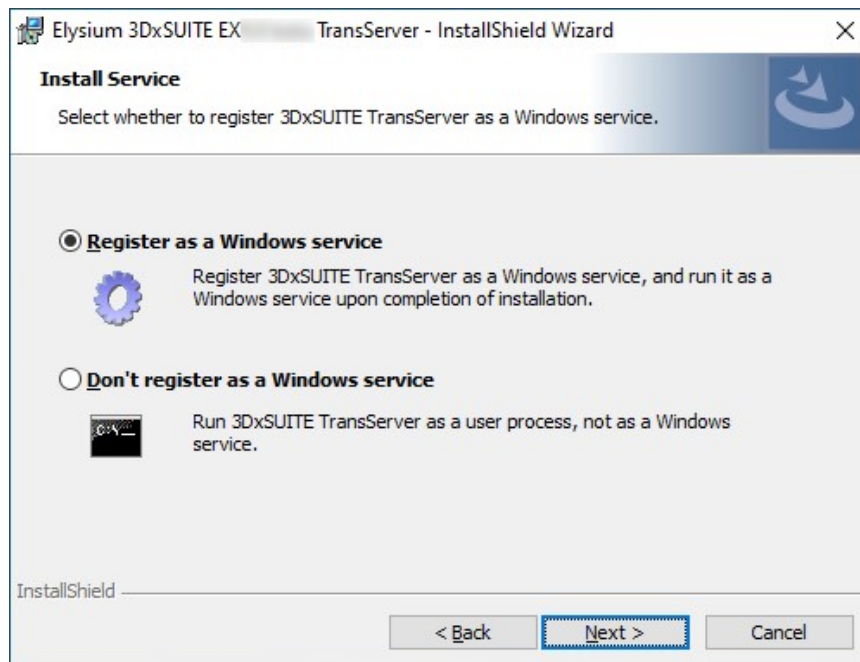 Elysium 3DxSUITE EX TransServer - InstallShield Wizard
Install Service
Select whether to register 3DxSUITE TransServer as a Windows service.
Register as a Windows service
Register 3DxSUITE TransServer as a Windows service, and run it as a
Windows service upon completion of installation.
Don't register as a Windows service
C:\
Run 3DxSUITE TransServer as a user process, not as a Windows
service.
InstallShield
< Back
Next >
Cancel